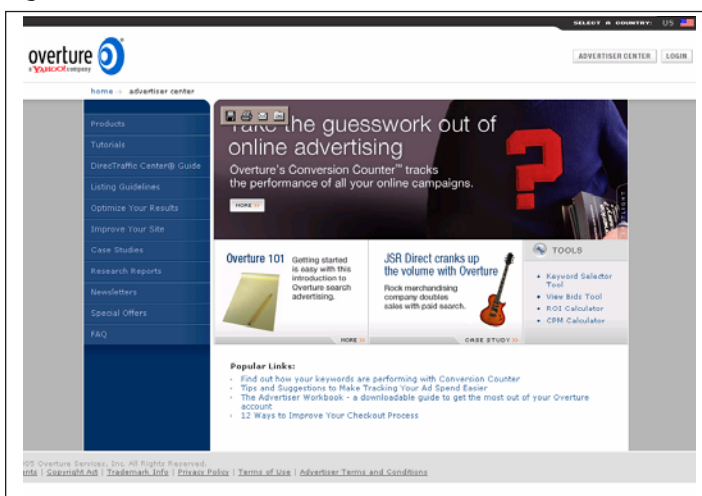 SELECT A COUNTRY: US
overture
a YAHOO! company
ADVERTISER CENTER
LOGIN
home
advertiser center
Products
Tutorials
DirecTraffic Center® Guide
Listing Guidelines
Optimize Your Results
Improve Your Site
Case Studies
Research Reports
Newsletters
Special Offers
FAQ
Take the guesswork out of
online advertising
Overture's Conversion Counter™ tracks
the performance of all your online campaigns.
MORE »
Overture 101
Getting started
is easy with this
introduction to
Overture search
advertising.
MORE »
JSR Direct cranks up
the volume with Overture
Rock merchandising
company doubles
sales with paid search.
CASE STUDY »
TOOLS
• Keyword Selector
Tool
• View Bids Tool
• ROI Calculator
• CPM Calculator
Popular Links:
- Find out how your keywords are performing with Conversion Counter
- Tips and Suggestions to Make Tracking Your Ad Spend Easier
- The Advertiser Workbook - a downloadable guide to get the most out of your Overture
account
- 12 Ways to Improve Your Checkout Process
Overture Services, Inc. All Rights Reserved.
| Copyright Act | Trademark Info | Privacy Policy | Terms of Use | Advertiser Terms and Conditions